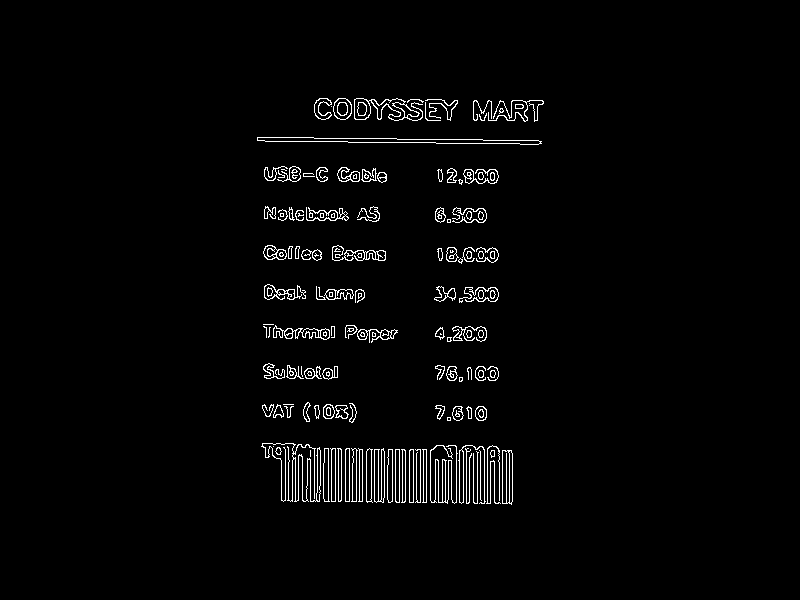 CODYSSEY MART
USB-C Cable 12,900
Notebook A5 6,500
Coffee Beans 18,000
Desk Lamp 34,500
Thermal Paper 4,200
Subtotal 76,100
VAT (10%) 7,610